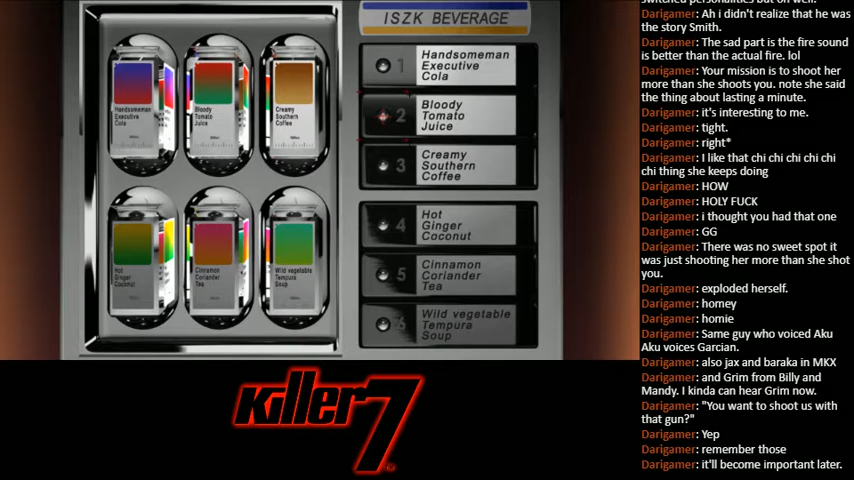 ISZK BEVERAGE
1 Handsomeman
Executive
Cola
2 Bloody
Tomato
Juice
3 Creamy
Southern
Coffee
4 Hot
Ginger
Coconut
5 Cinnamon
Coriander
Tea
Wild vegetable
Tempura
Soup
Handsomeman
Executive
Cola
Bloody
Tomato
Juice
Creamy
Southern
Coffee
Hot
Ginger
Coconut
Cinnamon
Coriander
Tea
Wild vegetable
Tempura
Soup
killer7
switched personalities but oh well.
Darigamer: Ah i didn't realize that he was
the story Smith.
Darigamer: The sad part is the fire sound
is better than the actual fire. lol
Darigamer: Your mission is to shoot her
more than she shoots you. note she said
the thing about lasting a minute.
Darigamer: it's interesting to me.
Darigamer: tight.
Darigamer: right*
Darigamer: I like that chi chi chi chi chi
chi thing she keeps doing
Darigamer: HOW
Darigamer: HOLY FUCK
Darigamer: i thought you had that one
Darigamer: GG
Darigamer: There was no sweet spot it
was just shooting her more than she shot
you.
Darigamer: exploded herself.
Darigamer: homey
Darigamer: homie
Darigamer: Same guy who voiced Aku
Aku voices Garcian.
Darigamer: also jax and baraka in MKX
Darigamer: and Grim from Billy and
Mandy. I kinda can hear Grim now.
Darigamer: "You want to shoot us with
that gun?"
Darigamer: Yep
Darigamer: remember those
Darigamer: it'll become important later.